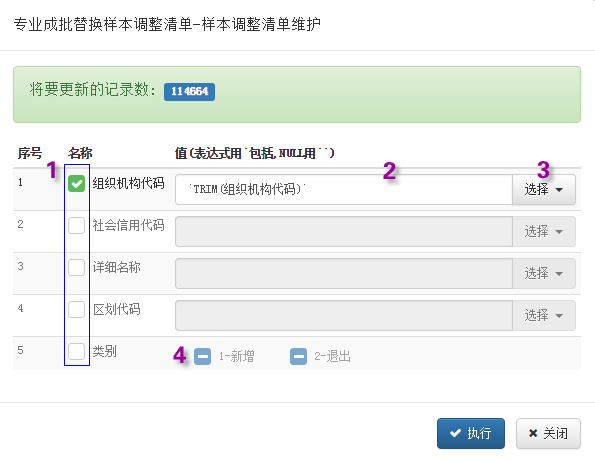 专业成批替换样本调整清单-样本调整清单维护
将要更新的记录数: 114664
序号 名称 值(表达式用`包括,NULL用``)
1 2 3
1 组织机构代码 `TRIM(组织机构代码)` 选择
2 社会信用代码 选择
3 详细名称 选择
4 区划代码 选择
5 类别 4 1-新增 2-退出
执行 关闭